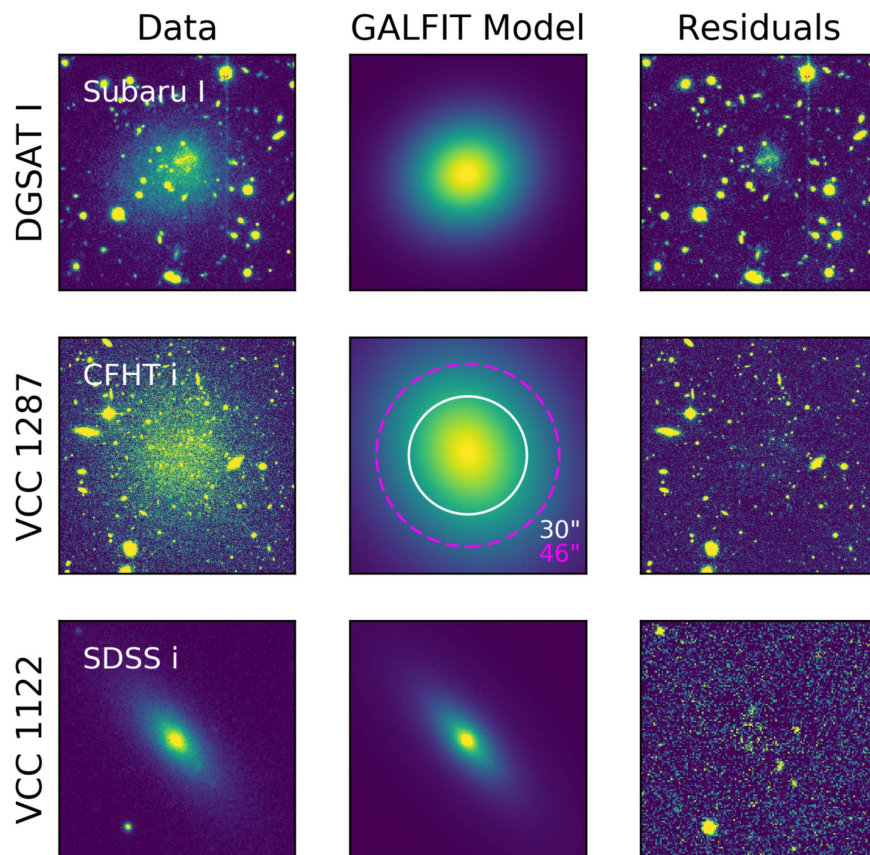 Data
GALFIT Model
Residuals
DGSAT I
Subaru I
VCC 1287
CFHT i
30"
46"
VCC 1122
SDSS i